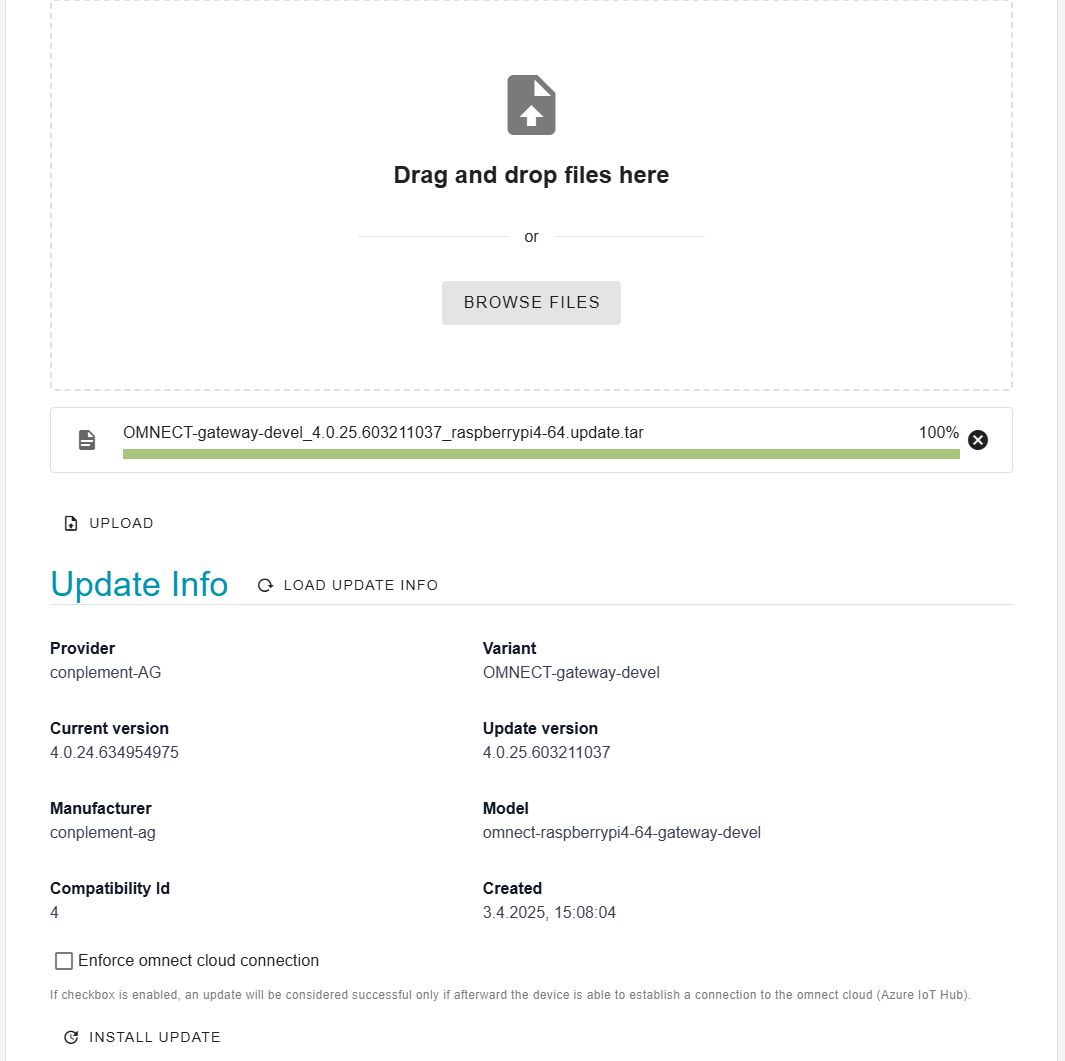 Drag and drop files here
or
BROWSE FILES
OMNECT-gateway-devel_4.0.25.603211037_raspberrypi4-64.update.tar 100%
UPLOAD
Update Info LOAD UPDATE INFO
Provider Variant
conplement-AG OMNECT-gateway-devel
Current version Update version
4.0.24.634954975 4.0.25.603211037
Manufacturer Model
conplement-ag omnect-raspberrypi4-64-gateway-devel
Compatibility Id Created
4 3.4.2025, 15:08:04
Enforce omnect cloud connection
If checkbox is enabled, an update will be considered successful only if afterward the device is able to establish a connection to the omnect cloud (Azure IoT Hub).
INSTALL UPDATE